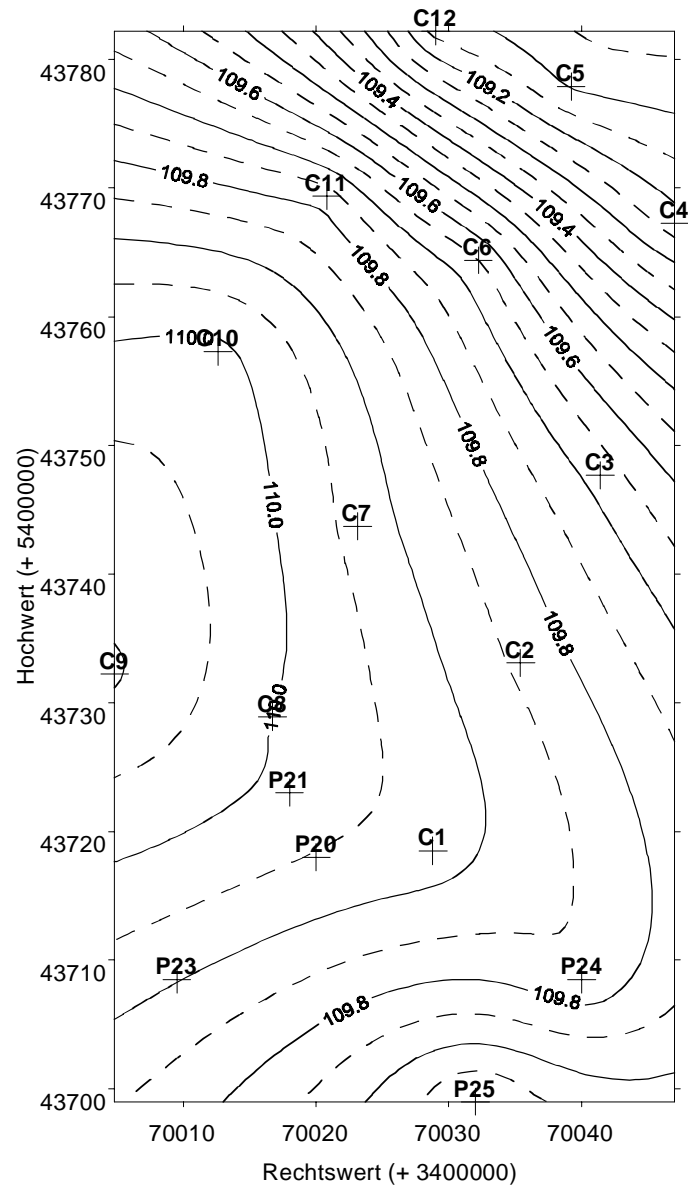 C12
43780
C5
109.2
109.6
109.4
43770
109.8
C11
109.6
C4
109.4
C6
109.8
43760
110.0
C10
109.6
43750
109.8
C3
110.0
C7
43740
109.8
C2
C9
43730
110.0
C8
P21
43720
P20
C1
43710
P23
P24
109.8
109.8
43700
P25
70010 70020 70030 70040
Hochwert (+ 5400000)
Rechtswert (+ 3400000)